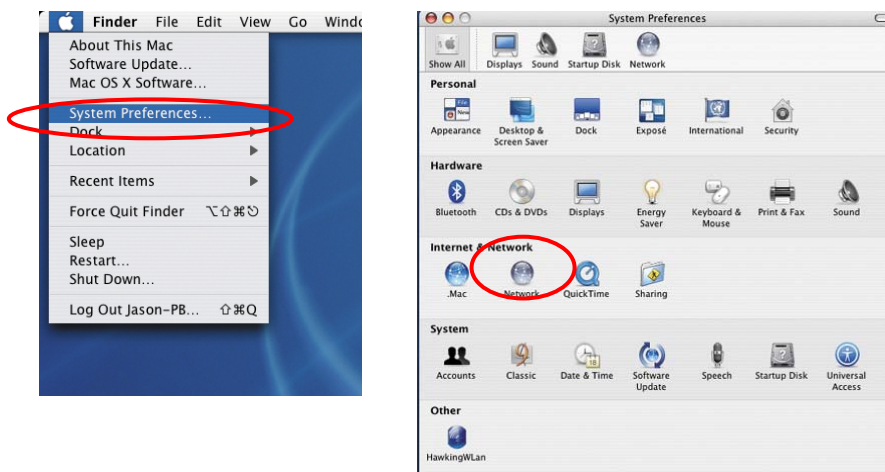 Finder File Edit View Go Windo
About This Mac
Software Update...
Mac OS X Software...
System Preferences...
Dock
Location
Recent Items
Force Quit Finder ⌥⇧⌘⎋
Sleep
Restart...
Shut Down...
Log Out Jason-PB... ⇧⌘Q
System Preferences
Show All Displays Sound Startup Disk Network
Personal
Appearance Desktop & Screen Saver Dock Exposé International Security
Hardware
Bluetooth CDs & DVDs Displays Energy Saver Keyboard & Mouse Print & Fax Sound
Internet & Network
.Mac Network QuickTime Sharing
System
Accounts Classic Date & Time Software Update Speech Startup Disk Universal Access
Other
HawkingWLan